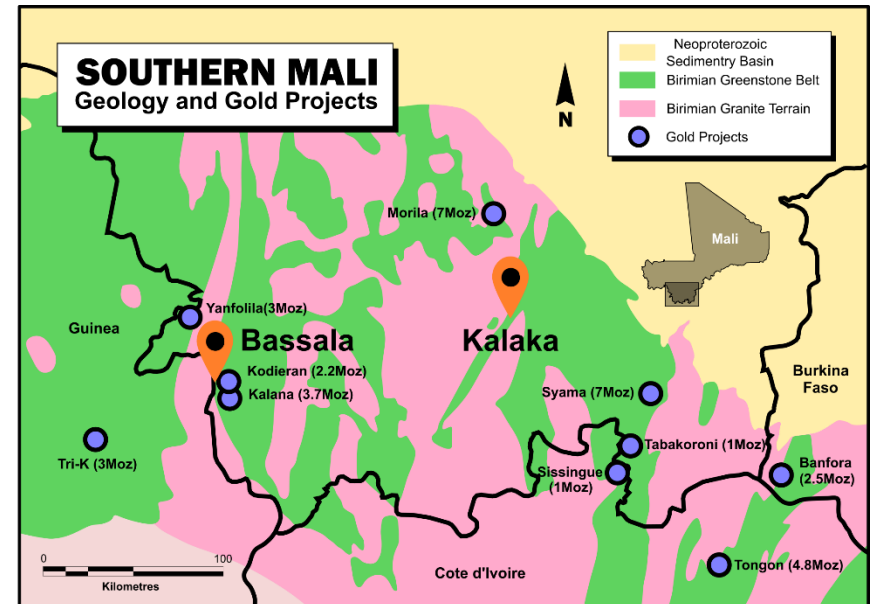 SOUTHERN MALI
Geology and Gold Projects
N
Neoproterozoic
Sedimentry Basin
Birimian Greenstone Belt
Birimian Granite Terrain
Gold Projects
Morila (7Moz)
Mali
Yanfolila(3Moz)
Guinea
Bassala
Kalaka
Kodieran (2.2Moz)
Kalana (3.7Moz)
Burkina
Faso
Syama (7Moz)
Tri-K (3Moz)
Tabakoroni (1Moz)
Sissingue
(1Moz)
Banfora
(2.5Moz)
0
100
Kilometres
Cote d'Ivoire
Tongon (4.8Moz)